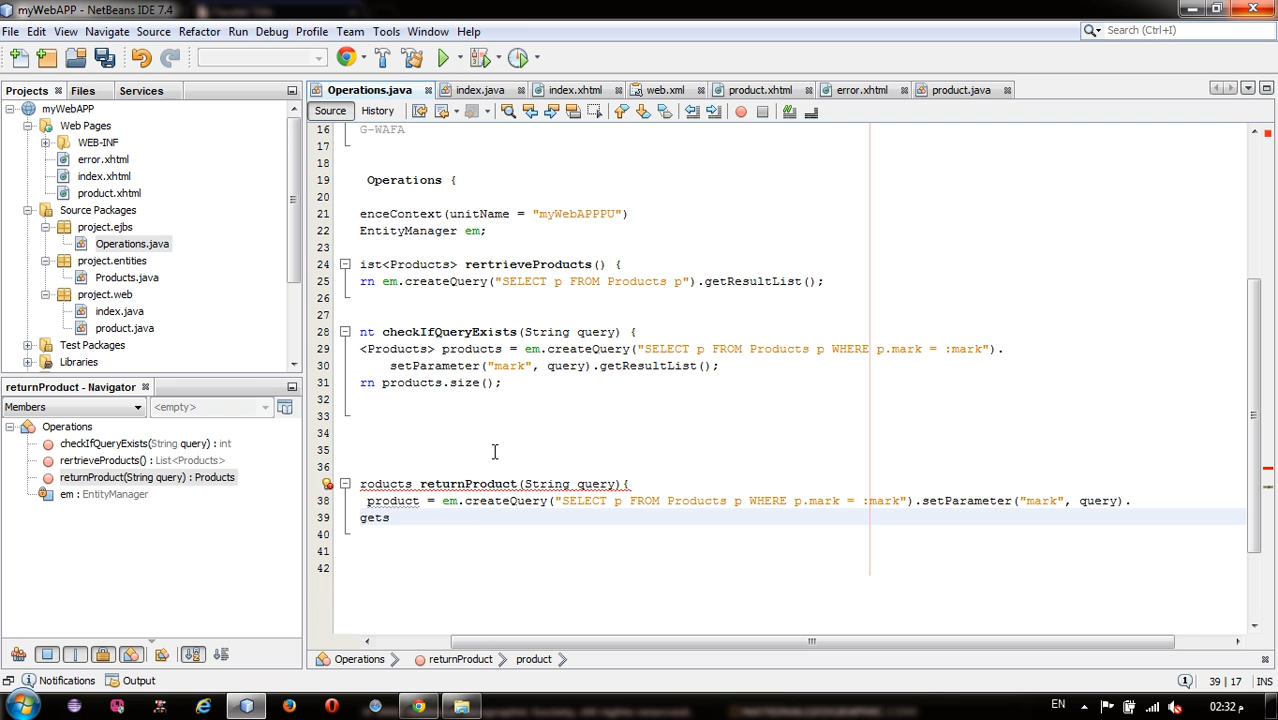 myWebAPP - NetBeans IDE 7.4
File Edit View Navigate Source Refactor Run Debug Profile Team Tools Window Help
Search (Ctrl+I)
Projects Files Services
Operations.java index.java index.xhtml web.xml product.xhtml error.xhtml product.java
Source History
myWebAPP
Web Pages
WEB-INF
error.xhtml
index.xhtml
product.xhtml
Source Packages
project.ejbs
Operations.java
project.entities
Products.java
project.web
index.java
product.java
Test Packages
Libraries
returnProduct - Navigator
Members <empty>
Operations
checkIfQueryExists(String query) : int
rertrieveProducts() : List<Products>
returnProduct(String query) : Products
em : EntityManager
16 G-WAFA
17
18
19 Operations {
20
21 enceContext(unitName = "myWebAPPPU")
22 EntityManager em;
23
24 ist<Products> rertrieveProducts() {
25 rn em.createQuery("SELECT p FROM Products p").getResultList();
26
27
28 nt checkIfQueryExists(String query) {
29 <Products> products = em.createQuery("SELECT p FROM Products p WHERE p.mark = :mark").
30 setParameter("mark", query).getResultList();
31 rn products.size();
32
33
34
35
36
roducts returnProduct(String query){
38 product = em.createQuery("SELECT p FROM Products p WHERE p.mark = :mark").setParameter("mark", query).
39 gets
40
41
42
Operations returnProduct product
Notifications Output
1 39 | 17 INS
EN 02:32 م